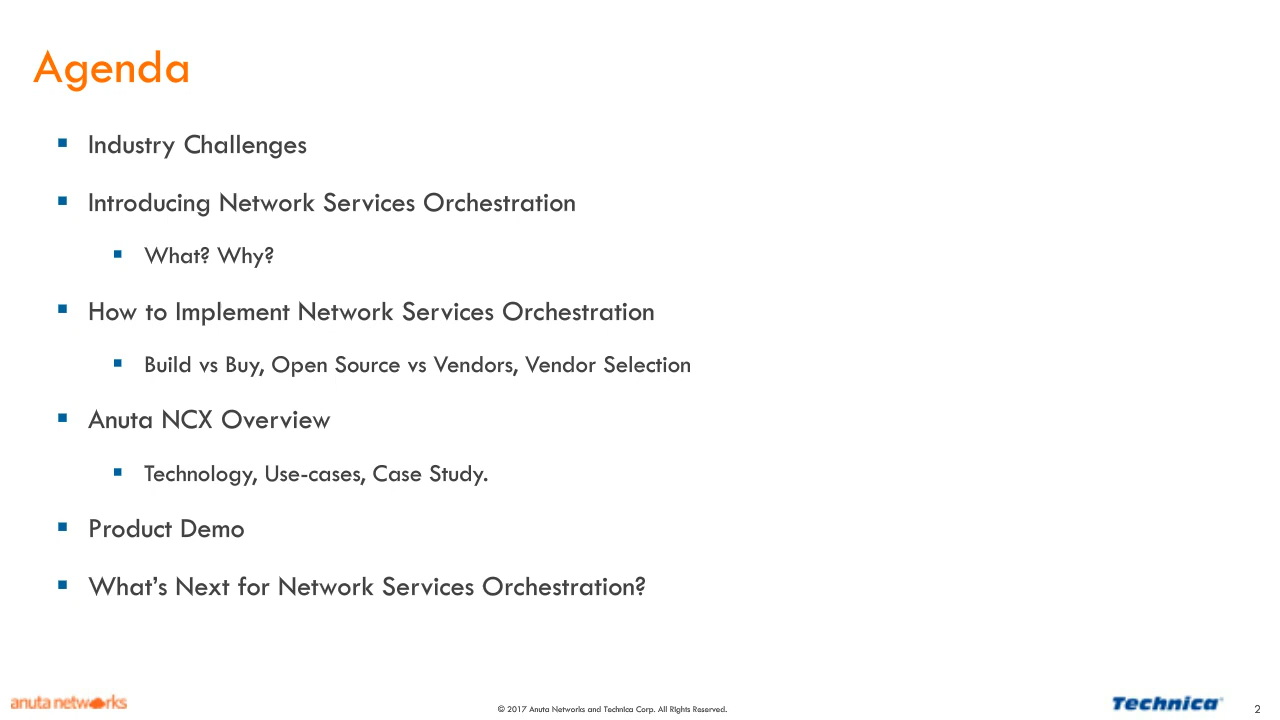 Agenda
Industry Challenges
Introducing Network Services Orchestration
What? Why?
How to Implement Network Services Orchestration
Build vs Buy, Open Source vs Vendors, Vendor Selection
Anuta NCX Overview
Technology, Use-cases, Case Study.
Product Demo
What’s Next for Network Services Orchestration?
anuta networks
© 2017 Anuta Networks and Technica Corp. All Rights Reserved.
Technica
2